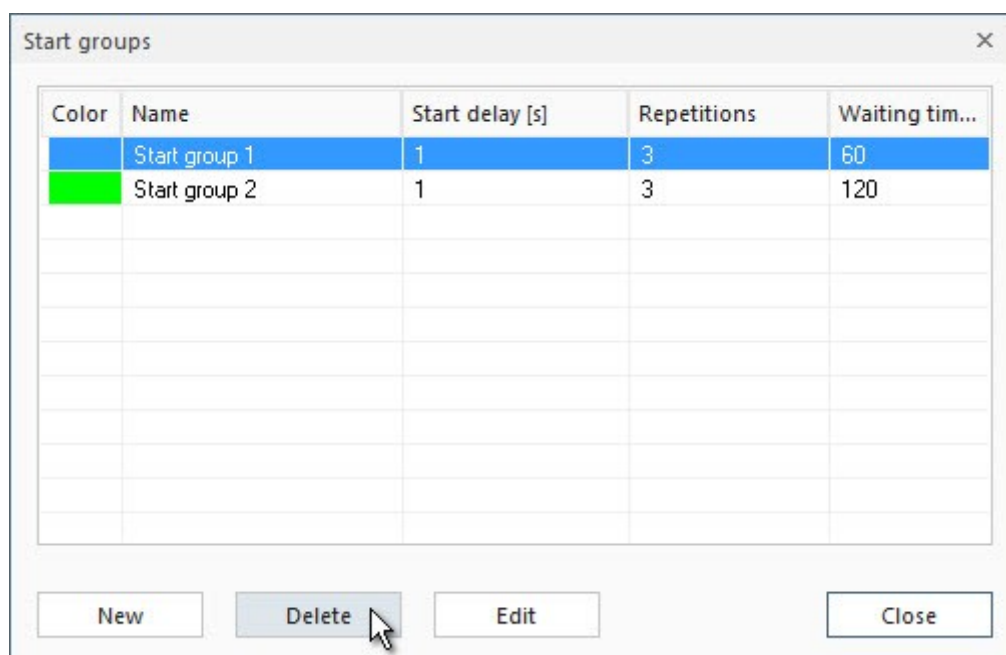 Start groups
Color Name Start delay [s] Repetitions Waiting tim...
Start group 1 1 3 60
Start group 2 1 3 120
New Delete Edit Close